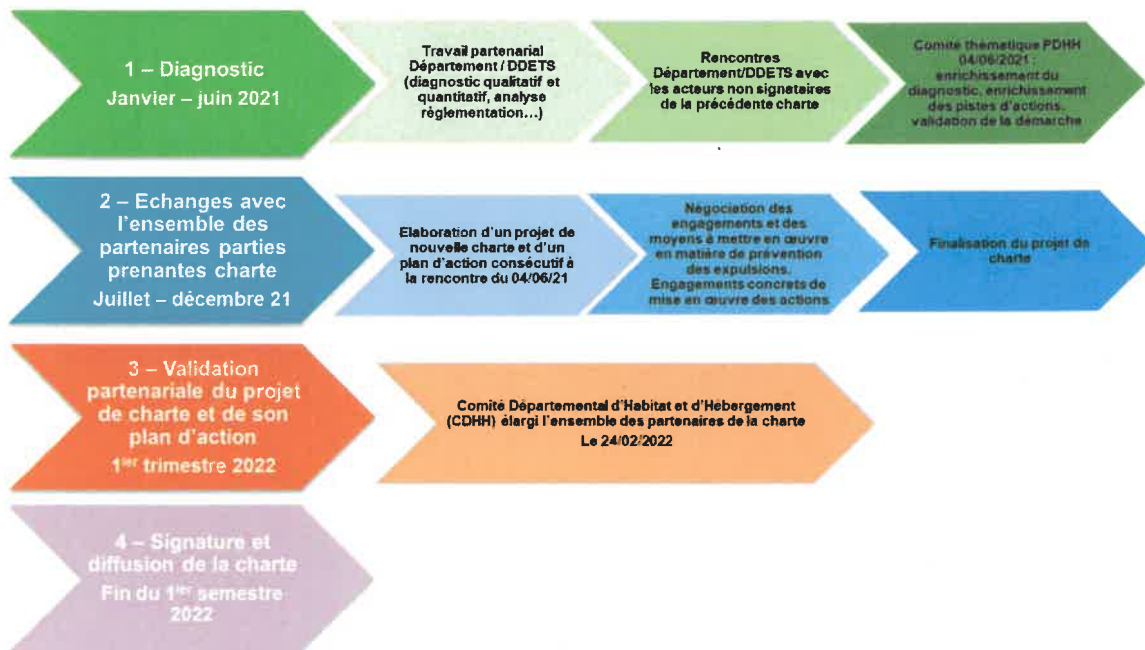 1 – Diagnostic
Janvier – juin 2021
Travail partenarial
Département / DDETS
(diagnostic qualitatif et
quantitatif, analyse
règlementation…)
Rencontres
Département/DDETS avec
les acteurs non signataires
de la précédente charte
Comité thématique PDHH
04/06/2021 :
enrichissement du
diagnostic, enrichissement
des pistes d'actions,
validation de la démarche
2 – Echanges avec
l'ensemble des
partenaires parties
prenantes charte
Juillet – décembre 21
Elaboration d'un projet de
nouvelle charte et d'un
plan d'action consécutif à
la rencontre du 04/06/21
Négociation des
engagements et des
moyens à mettre en œuvre
en matière de prévention
des expulsions.
Engagements concrets de
mise en œuvre des actions
Finalisation du projet de
charte
3 – Validation
partenariale du projet
de charte et de son
plan d'action
1ier trimestre 2022
Comité Départemental d'Habitat et d'Hébergement
(CDHH) élargi l'ensemble des partenaires de la charte
Le 24/02/2022
4 – Signature et
diffusion de la charte
Fin du 1ier semestre
2022